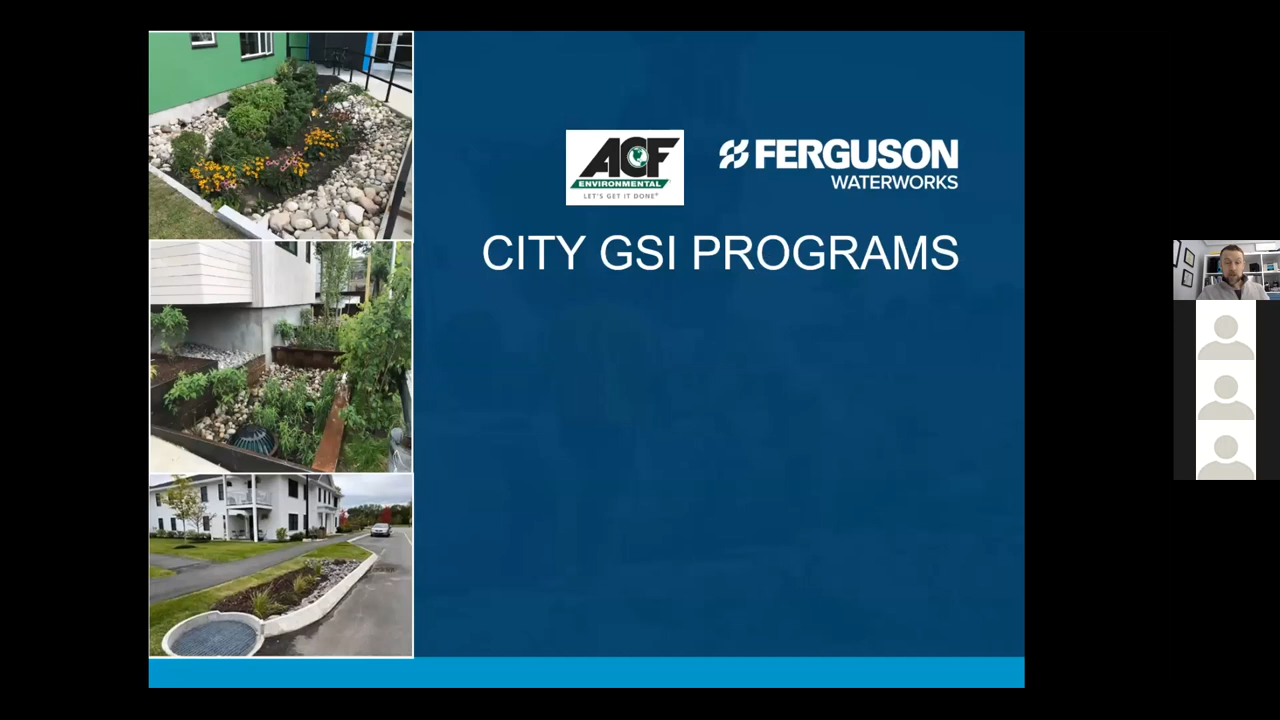 ACF
ENVIRONMENTAL
LET'S GET IT DONE®
FERGUSON
WATERWORKS
CITY GSI PROGRAMS